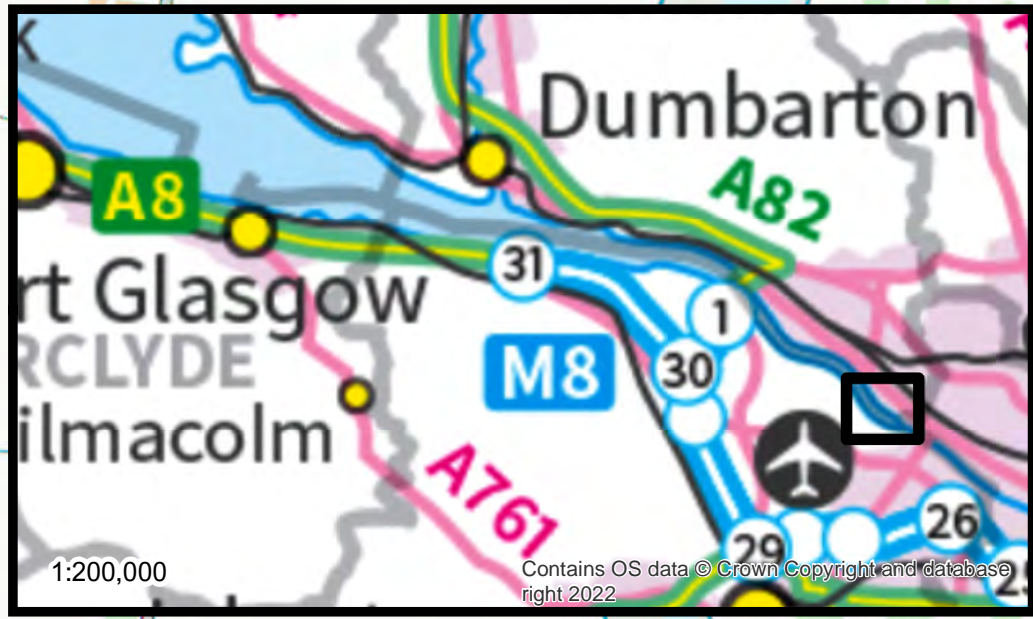 Dumbarton
A82
A8
31
rt Glasgow
1
RCLYDE
M8
30
ilmacolm
A761
26
29
1:200,000
Contains OS data © Crown Copyright and database
right 2022